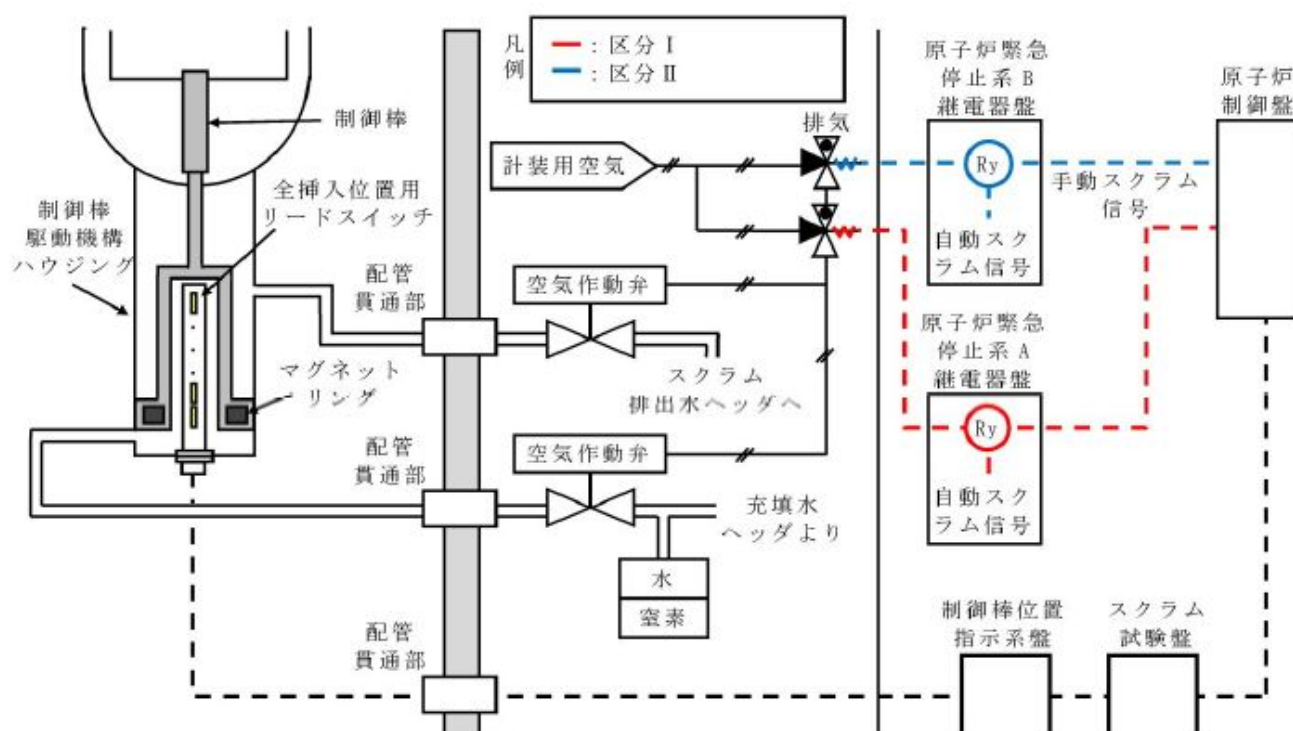 凡例
: 区分Ⅰ
: 区分Ⅱ
制御棒
全挿入位置用
リードスイッチ
制御棒
駆動機構
ハウジング
マグネット
リング
配管
貫通部
計装用空気
排気
空気作動弁
スクラム
排出水ヘッダへ
配管
貫通部
空気作動弁
充填水
ヘッダより
水
窒素
配管
貫通部
原子炉緊急
停止系B
継電器盤
Ry
自動スク
ラム信号
手動スクラム
信号
原子炉
制御盤
原子炉緊急
停止系A
継電器盤
Ry
自動スク
ラム信号
制御棒位置
指示系盤
スクラム
試験盤